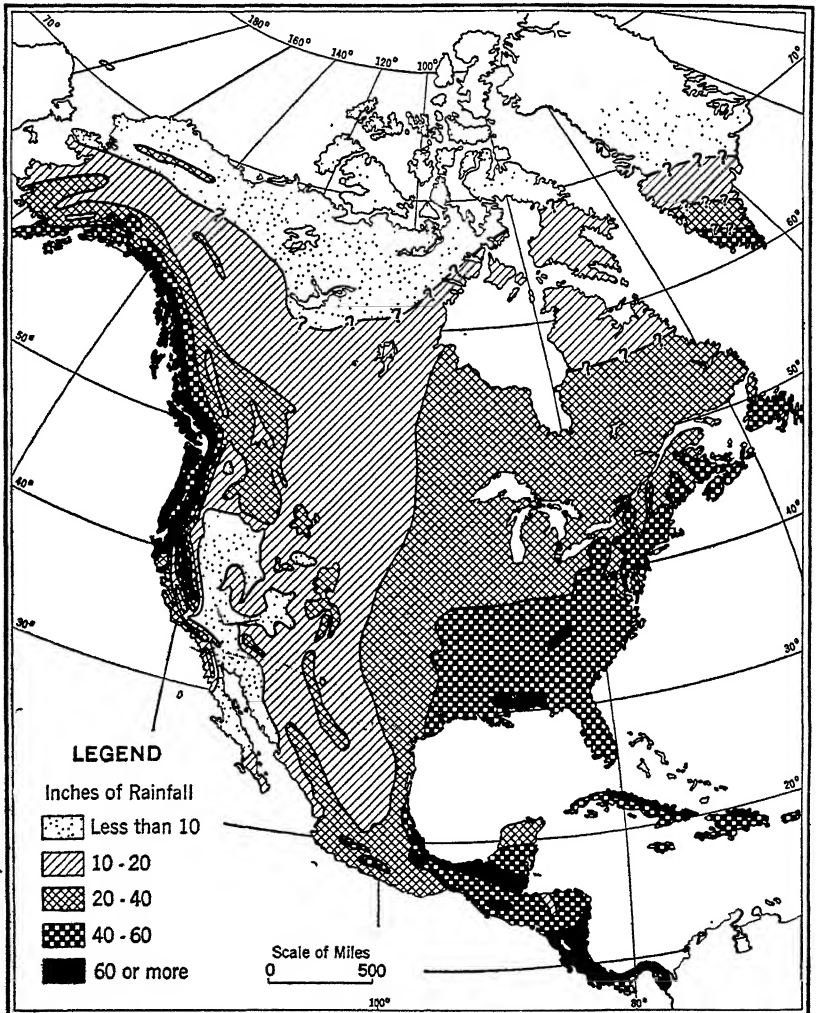 70°
180°
160°
140°
120°
100°
70°
60°
50°
50°
40°
40°
30°
30°
20°
? ? ? ?
? ? ?
?
? ? ? ?
? ? ?
LEGEND
Inches of Rainfall
Less than 10
10 - 20
20 - 40
40 - 60
60 or more
Scale of Miles
0 500
100°
80°